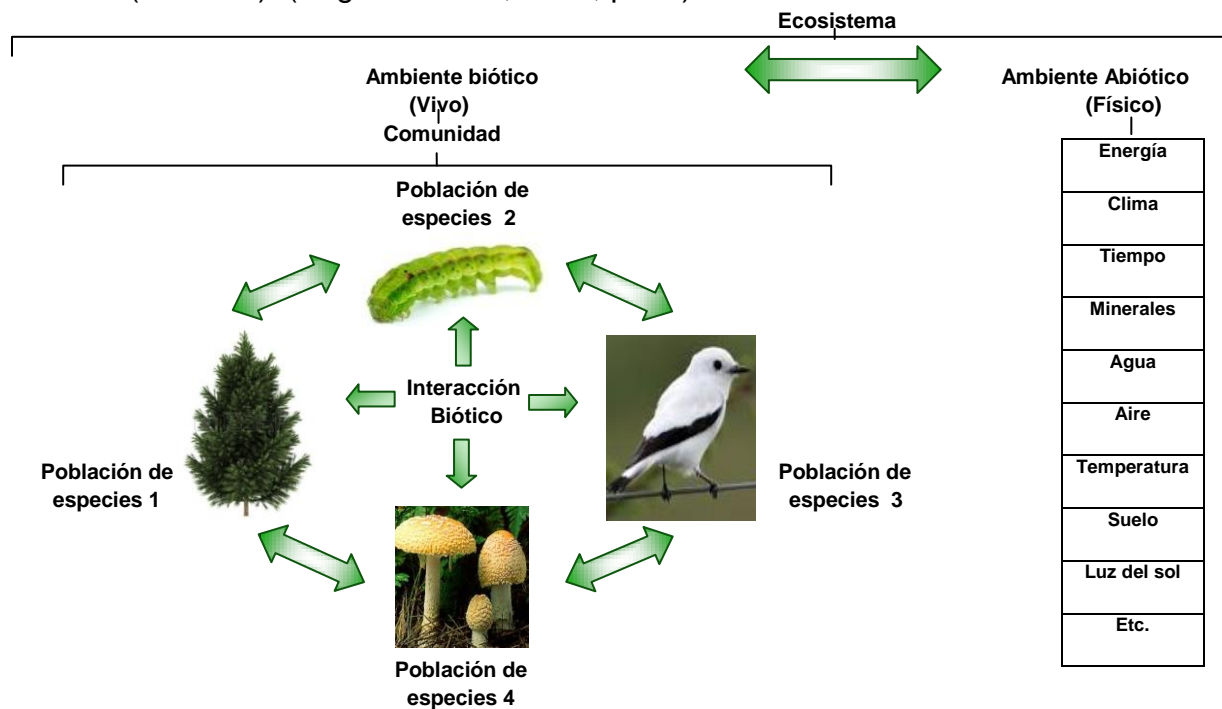 Ecosistema
Ambiente biótico
(Vivo)
Comunidad
Ambiente Abiótico
(Físico)
Población de
especies 2
Interacción
Biótico
Población de
especies 1
Población de
especies 3
Población de
especies 4
Energía
Clima
Tiempo
Minerales
Agua
Aire
Temperatura
Suelo
Luz del sol
Etc.